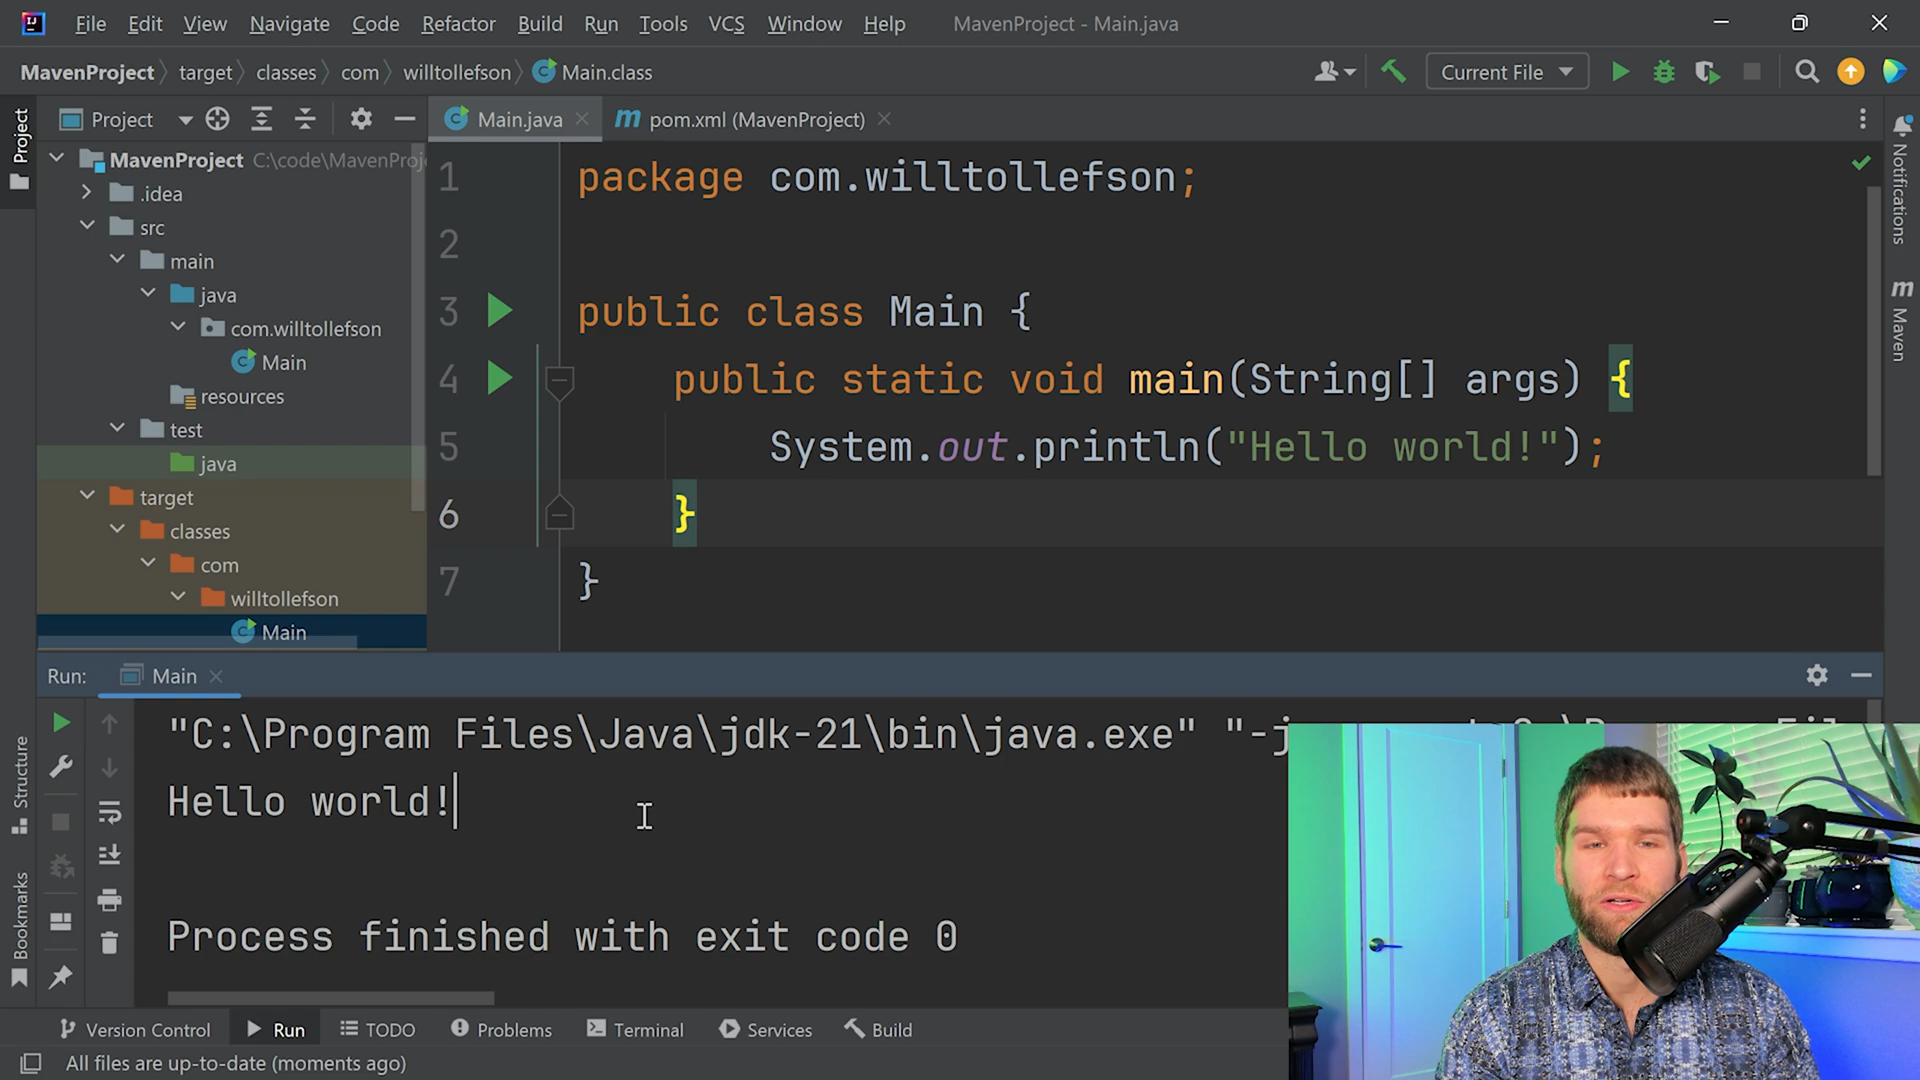 File Edit View Navigate Code Refactor Build Run Tools VCS Window Help MavenProject - Main.java
MavenProject target classes com willtollefson Main.class Current File
Project Main.java pom.xml (MavenProject)
Project
MavenProject C:\code\MavenProj
.idea
src
main
java
com.willtollefson
Main
resources
test
java
target
classes
com
willtollefson
Main
1 package com.willtollefson;
2
3 public class Main {
4 public static void main(String[] args) {
5 System.out.println("Hello world!");
6 }
7 }
Notifications
Maven
Run: Main
"C:\Program Files\Java\jdk-21\bin\java.exe" "-j
Hello world!
Process finished with exit code 0
Structure
Bookmarks
Version Control Run TODO Problems Terminal Services Build
All files are up-to-date (moments ago)